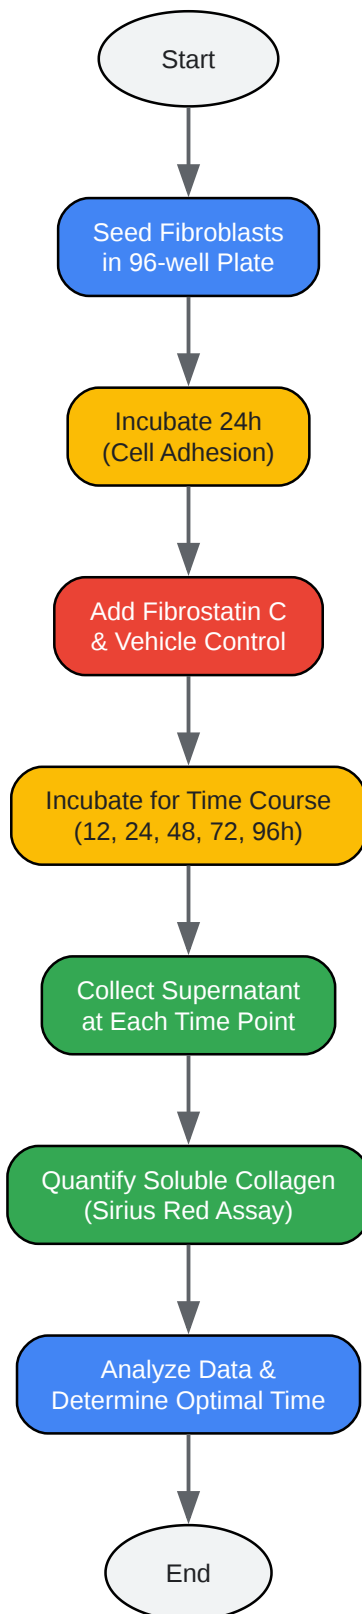 Start
Seed Fibroblasts
in 96-well Plate
Incubate 24h
(Cell Adhesion)
Add Fibrostatin C
& Vehicle Control
Incubate for Time Course
(12, 24, 48, 72, 96h)
Collect Supernatant
at Each Time Point
Quantify Soluble Collagen
(Sirius Red Assay)
Analyze Data &
Determine Optimal Time
End